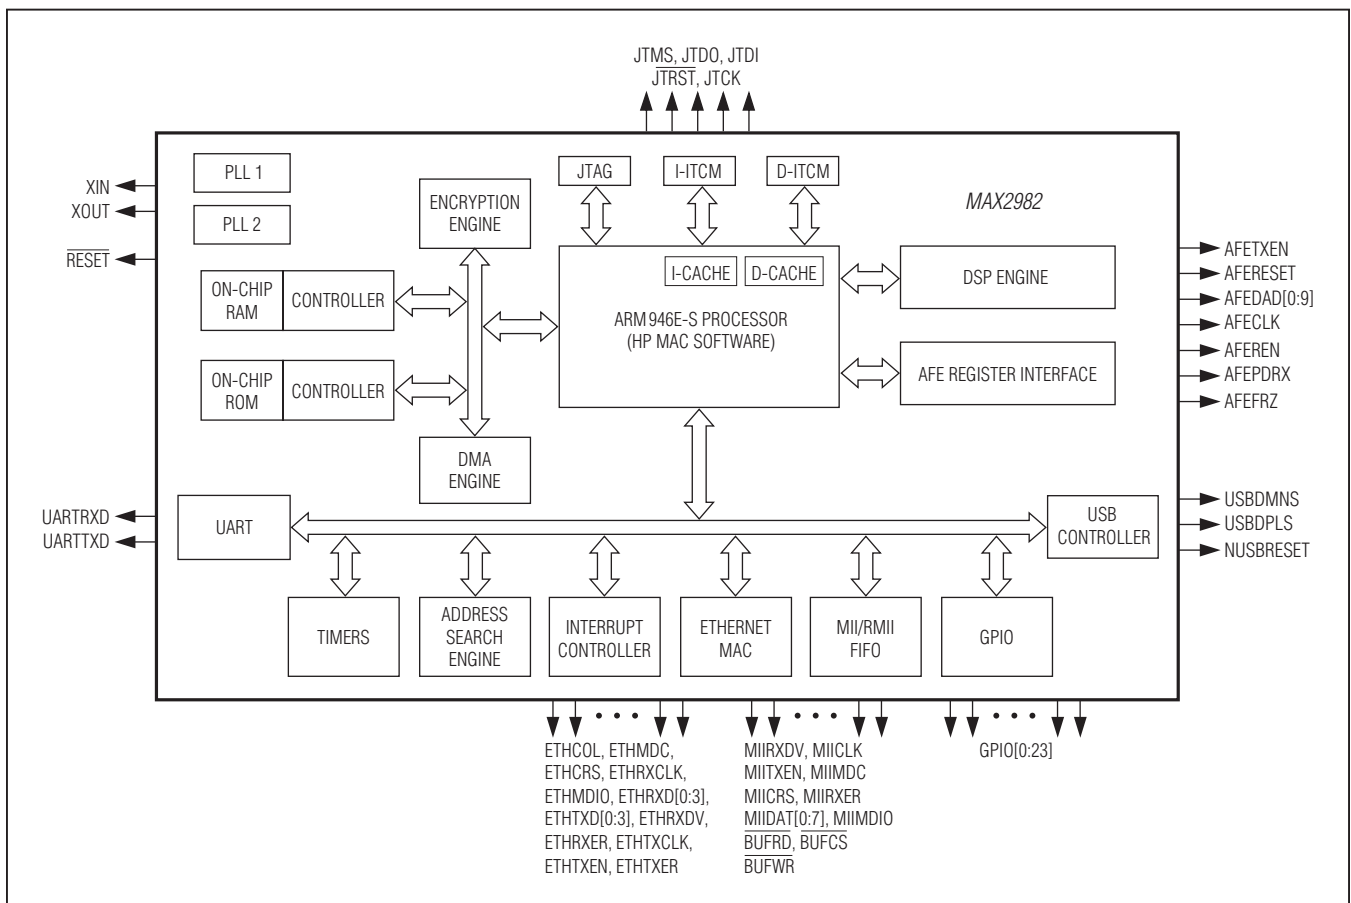 JTMS, JTDO, JTDI
JTRST, JTCK
PLL 1
PLL 2
XIN
XOUT
RESET
ENCRYPTION
ENGINE
JTAG
I-ITCM
D-ITCM
MAX2982
I-CACHE
D-CACHE
ARM946E-S PROCESSOR
(HP MAC SOFTWARE)
DSP ENGINE
AFE REGISTER INTERFACE
ON-CHIP
RAM
CONTROLLER
ON-CHIP
ROM
CONTROLLER
DMA
ENGINE
AFETXEN
AFERESET
AFEDAD[0:9]
AFECLK
AFEREN
AFEPDRX
AFEFRZ
UARTRXD
UARTTXD
UART
USB
CONTROLLER
USBDMNS
USBDPLS
NUSBRESET
TIMERS
ADDRESS
SEARCH
ENGINE
INTERRUPT
CONTROLLER
ETHERNET
MAC
MII/RMII
FIFO
GPIO
ETHCOL, ETHMDC,
ETHCRS, ETHRXCLK,
ETHMDIO, ETHRXD[0:3],
ETHTXD[0:3], ETHRXDV,
ETHRXER, ETHTXCLK,
ETHTXEN, ETHTXER
MIIRXDV, MIICLK
MIITXEN, MIIMDC
MIICRS, MIIRXER
MIIDAT[0:7], MIIMDIO
BUFRD, BUFCS
BUFWR
GPIO[0:23]